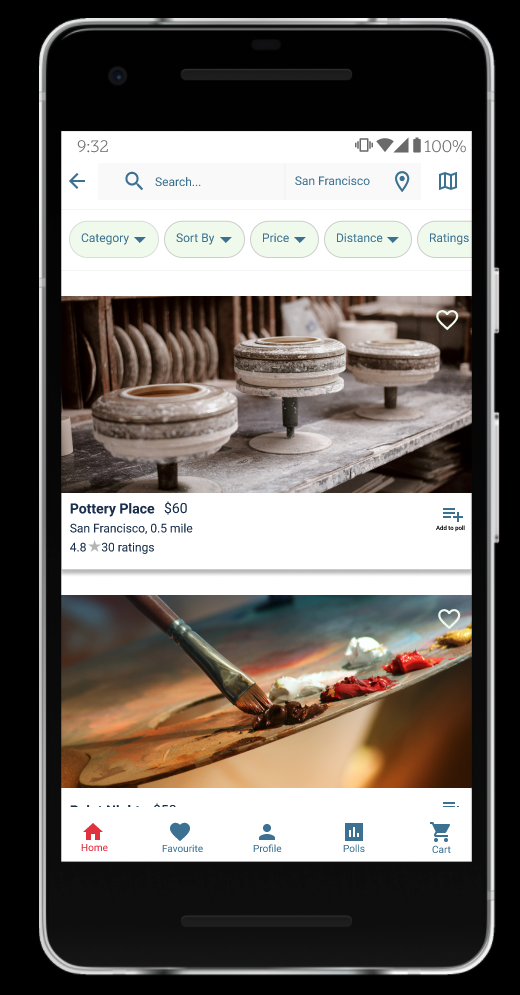 9:32 100%
Search... San Francisco
Category Sort By Price Distance Ratings
Pottery Place $60
San Francisco, 0.5 mile
4.8 30 ratings
Add to poll
Home Favourite Profile Polls Cart